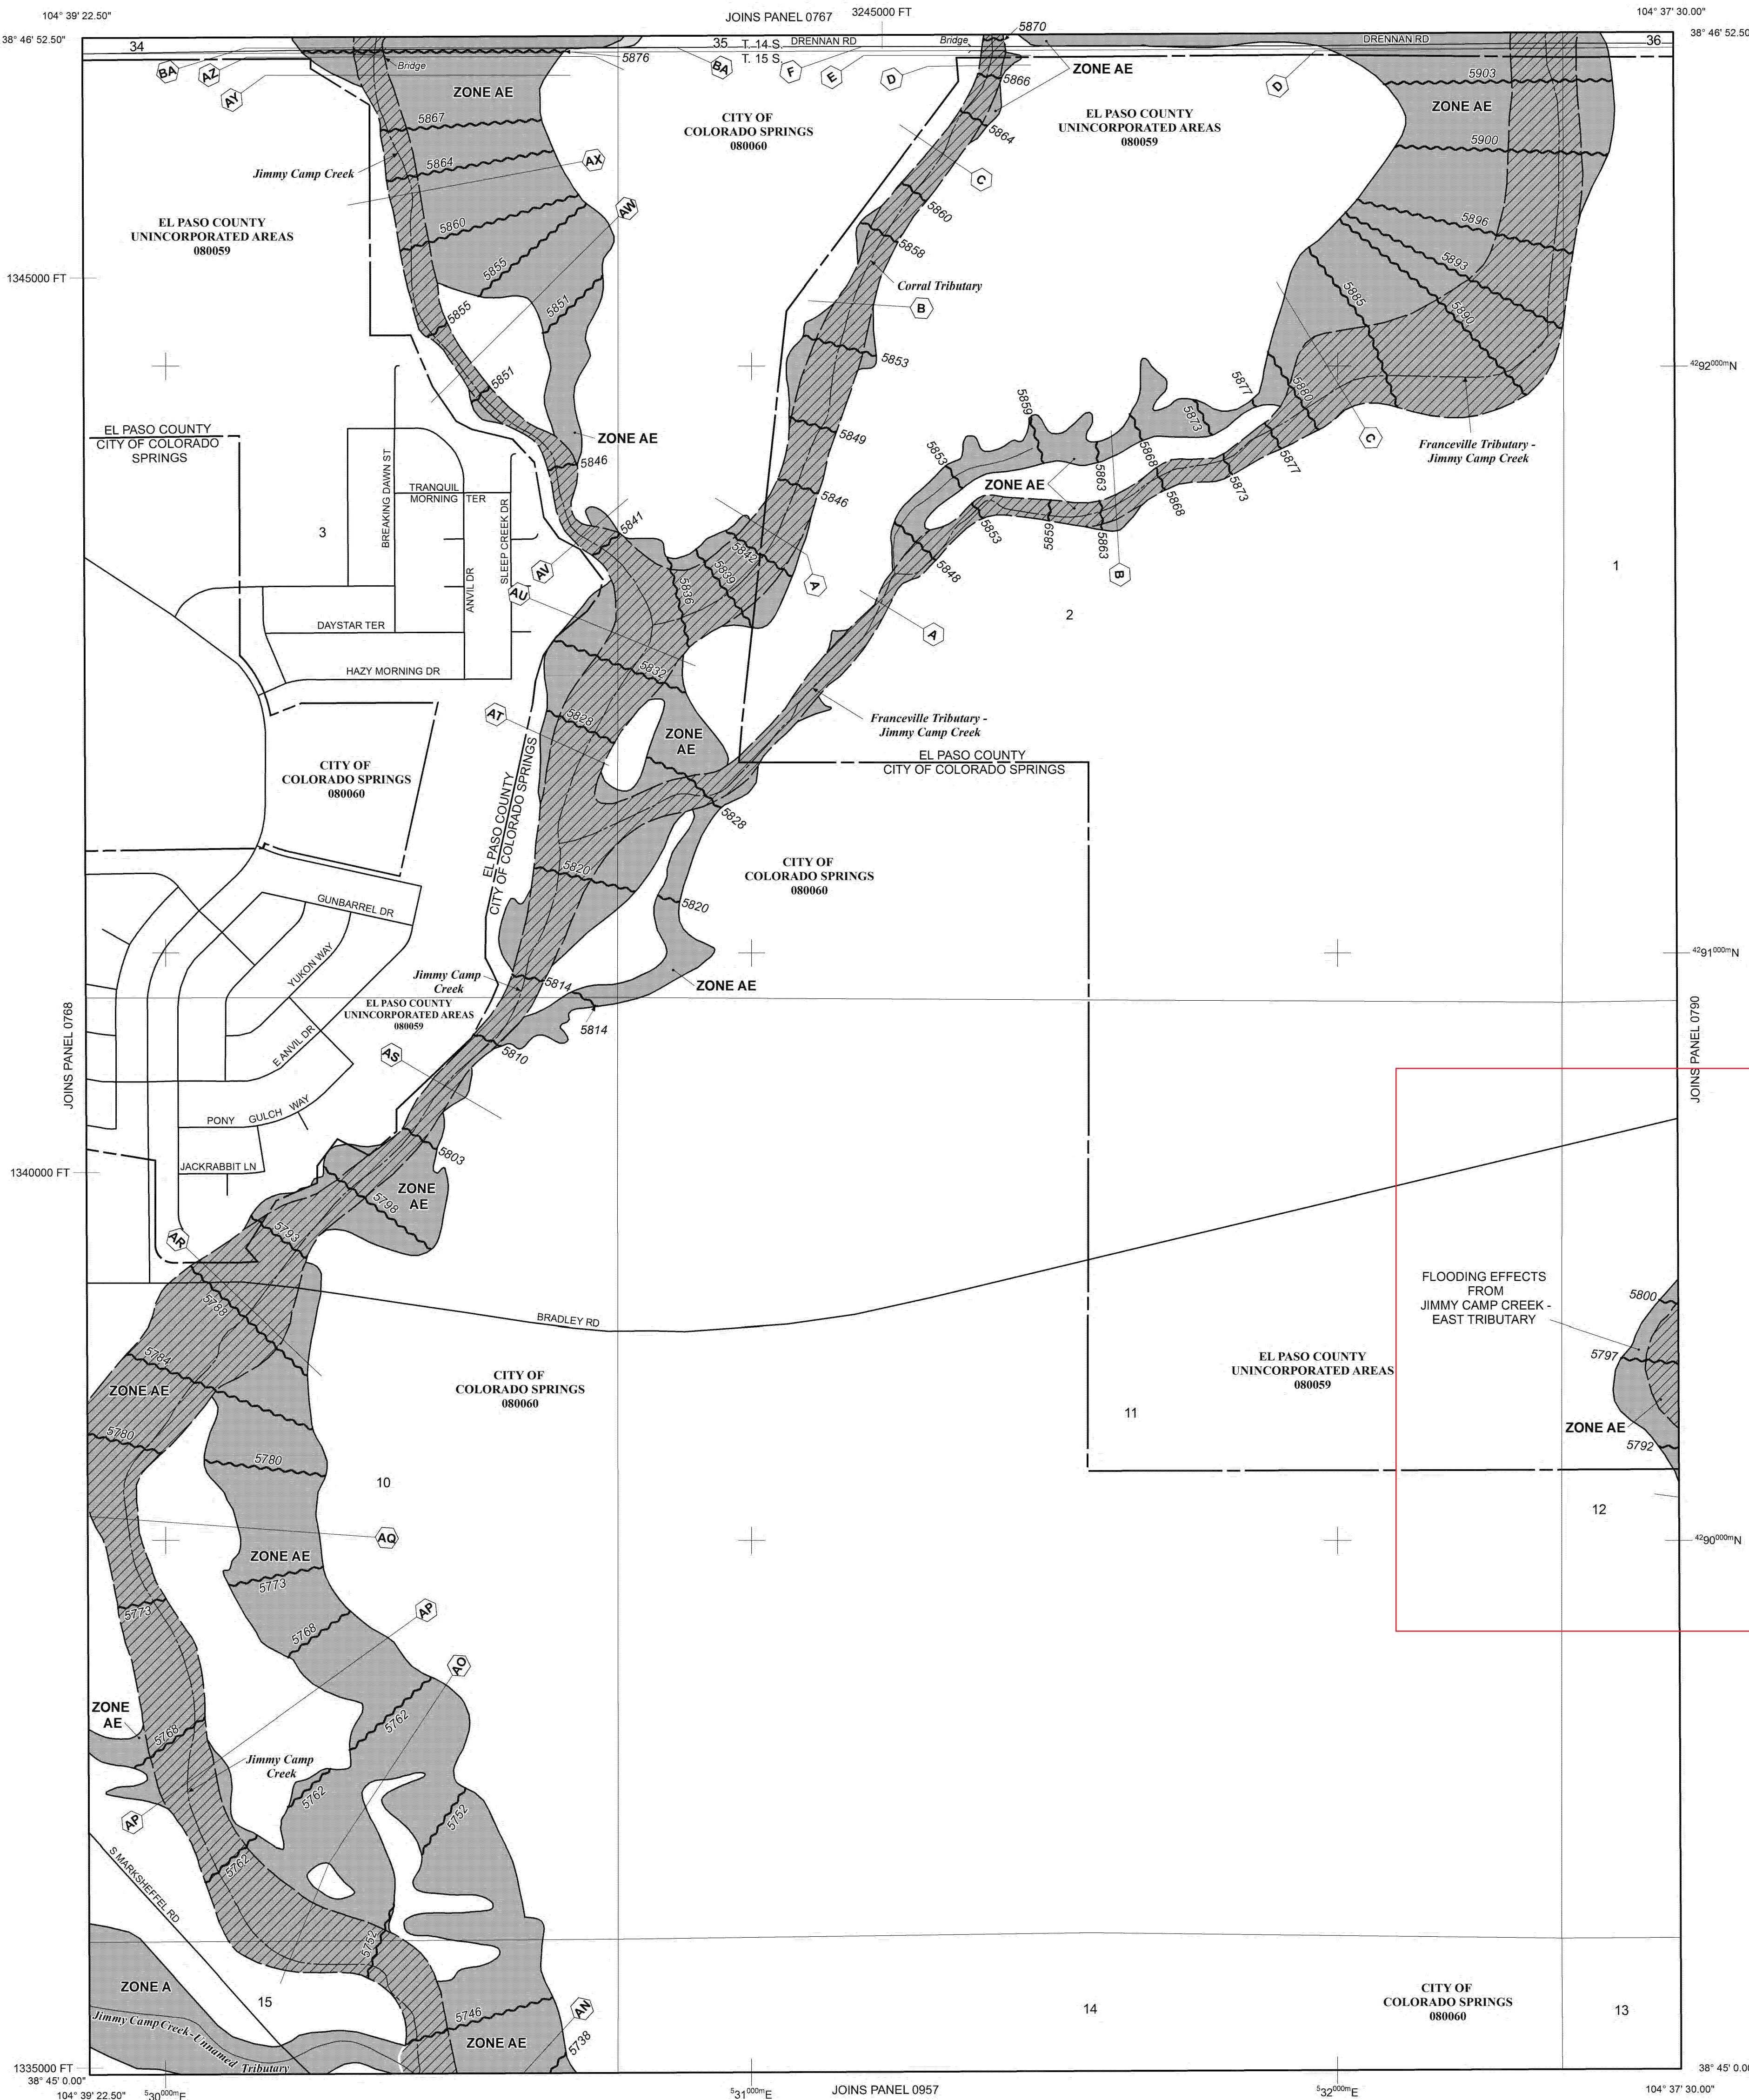 104° 39' 22.50"
JOINS PANEL 0767
3245000 FT
104° 37' 30.00"
38° 46' 52.50"
38° 46' 52.50
34
35
T. 14 S.
T. 15 S.
DRENNAN RD
Bridge
5870
DRENNAN RD
36
BA
AZ
AY
Bridge
5876
BA
F
E
D
5866
ZONE AE
D
5903
ZONE AE
ZONE AE
5867
CITY OF
COLORADO SPRINGS
080060
5864
EL PASO COUNTY
UNINCORPORATED AREAS
080059
5900
5864
AX
Jimmy Camp Creek
C
AW
5860
EL PASO COUNTY
UNINCORPORATED AREAS
080059
5860
5896
5858
5855
5893
1345000 FT
Corral Tributary
5885
5855
5851
B
5890
5853
4292000mN
5851
5877
5880
5859
5873
EL PASO COUNTY
CITY OF COLORADO
SPRINGS
ZONE AE
5849
C
Franceville Tributary -
Jimmy Camp Creek
BREAKING DAWN ST
5846
5853
5868
5877
TRANQUIL
MORNING TER
5846
ZONE AE
5863
5873
5868
SLEEP CREEK DR
5841
5853
5859
5863
3
5842
5839
AV
5848
B
1
ANVIL DR
AU
5836
A
2
DAYSTAR TER
A
HAZY MORNING DR
5832
AT
5828
Franceville Tributary -
Jimmy Camp Creek
ZONE
AE
EL PASO COUNTY
CITY OF COLORADO SPRINGS
CITY OF
COLORADO SPRINGS
080060
EL PASO COUNTY
CITY OF COLORADO SPRINGS
5828
5820
CITY OF
COLORADO SPRINGS
080060
GUNBARREL DR
5820
YUKON WAY
4291000mN
Jimmy Camp
Creek
5814
ZONE AE
EL PASO COUNTY
UNINCORPORATED AREAS
080059
JOINS PANEL 0768
JOINS PANEL 0790
E ANVIL DR
5814
AS
5810
PONY GULCH WAY
5803
JACKRABBIT LN
1340000 FT
ZONE
AE
5798
5793
AR
FLOODING EFFECTS
FROM
JIMMY CAMP CREEK -
EAST TRIBUTARY
5800
5788
BRADLEY RD
5784
5797
EL PASO COUNTY
UNINCORPORATED AREAS
080059
CITY OF
COLORADO SPRINGS
080060
ZONE AE
11
ZONE AE
5780
5792
5780
10
12
AQ
4290000mN
ZONE AE
5773
5773
AP
5768
AO
ZONE
AE
5768
5762
Jimmy Camp
Creek
5762
5752
AP
5762
S MARKSHEFFEL RD
5752
ZONE A
15
CITY OF
COLORADO SPRINGS
080060
14
13
5746
AN
Jimmy Camp Creek - Unnamed Tributary
ZONE AE
5738
1335000 FT
38° 45' 0.00"
38° 45' 0.00
104° 39' 22.50"
530000mE
531000mE
JOINS PANEL 0957
532000mE
104° 37' 30.00"